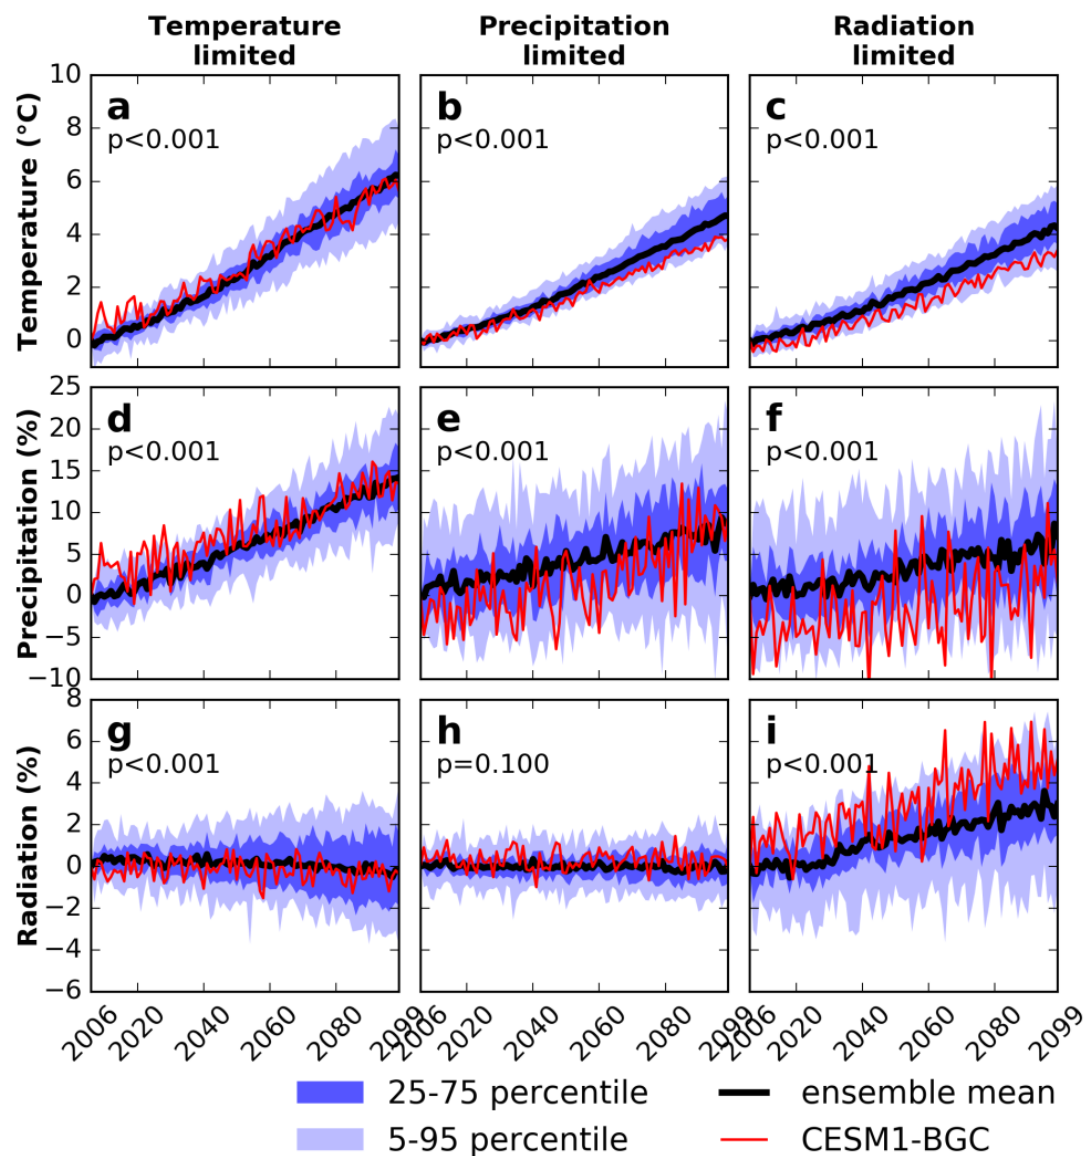 Temperature limited
Precipitation limited
Radiation limited
Temperature (°C)
10
8
6
4
2
0
a
p<0.001
b
p<0.001
c
p<0.001
Precipitation (%)
25
20
15
10
5
0
−5
−10
d
p<0.001
e
p<0.001
f
p<0.001
Radiation (%)
8
6
4
2
0
−2
−4
−6
g
p<0.001
h
p=0.100
i
p<0.001
2006 2020 2040 2060 2080 2099
2006 2020 2040 2060 2080 2099
2006 2020 2040 2060 2080 2099
25-75 percentile
ensemble mean
5-95 percentile
CESM1-BGC